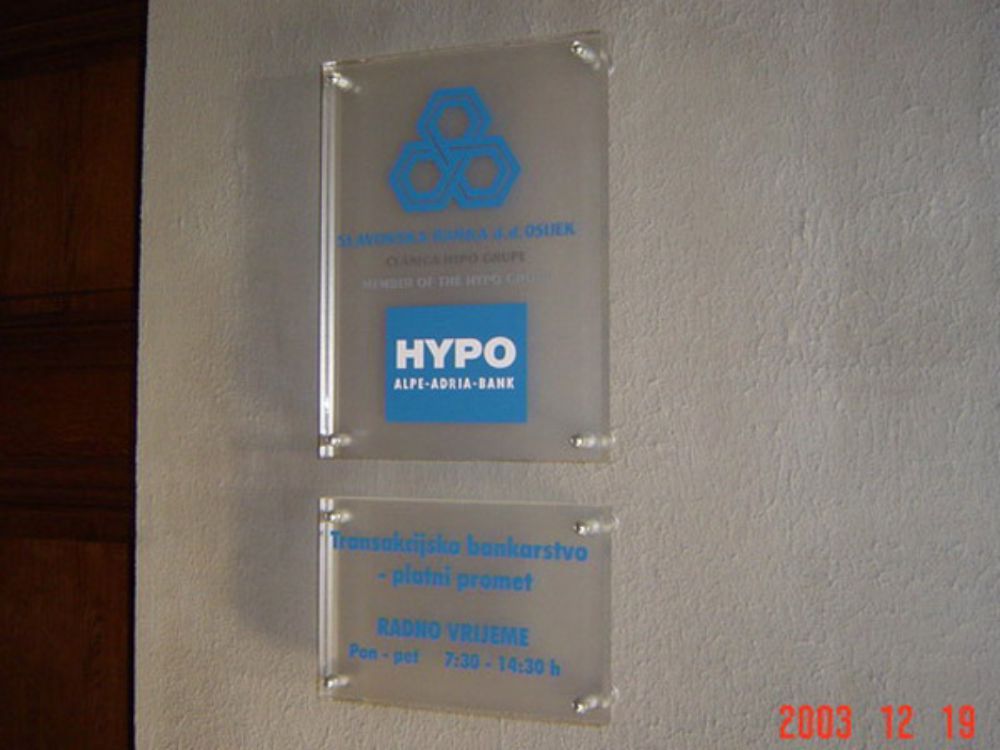 SLAVONSKA BANKA d.d. OSIJEK
ČLANICA HYPO GRUPE
MEMBER OF THE HYPO GROUP
HYPO
ALPE-ADRIA-BANK
Transakcijsko bankarstvo
- platni promet
RADNO VRIJEME
Pon - pet 7:30 - 14:30 h
2003 12 19